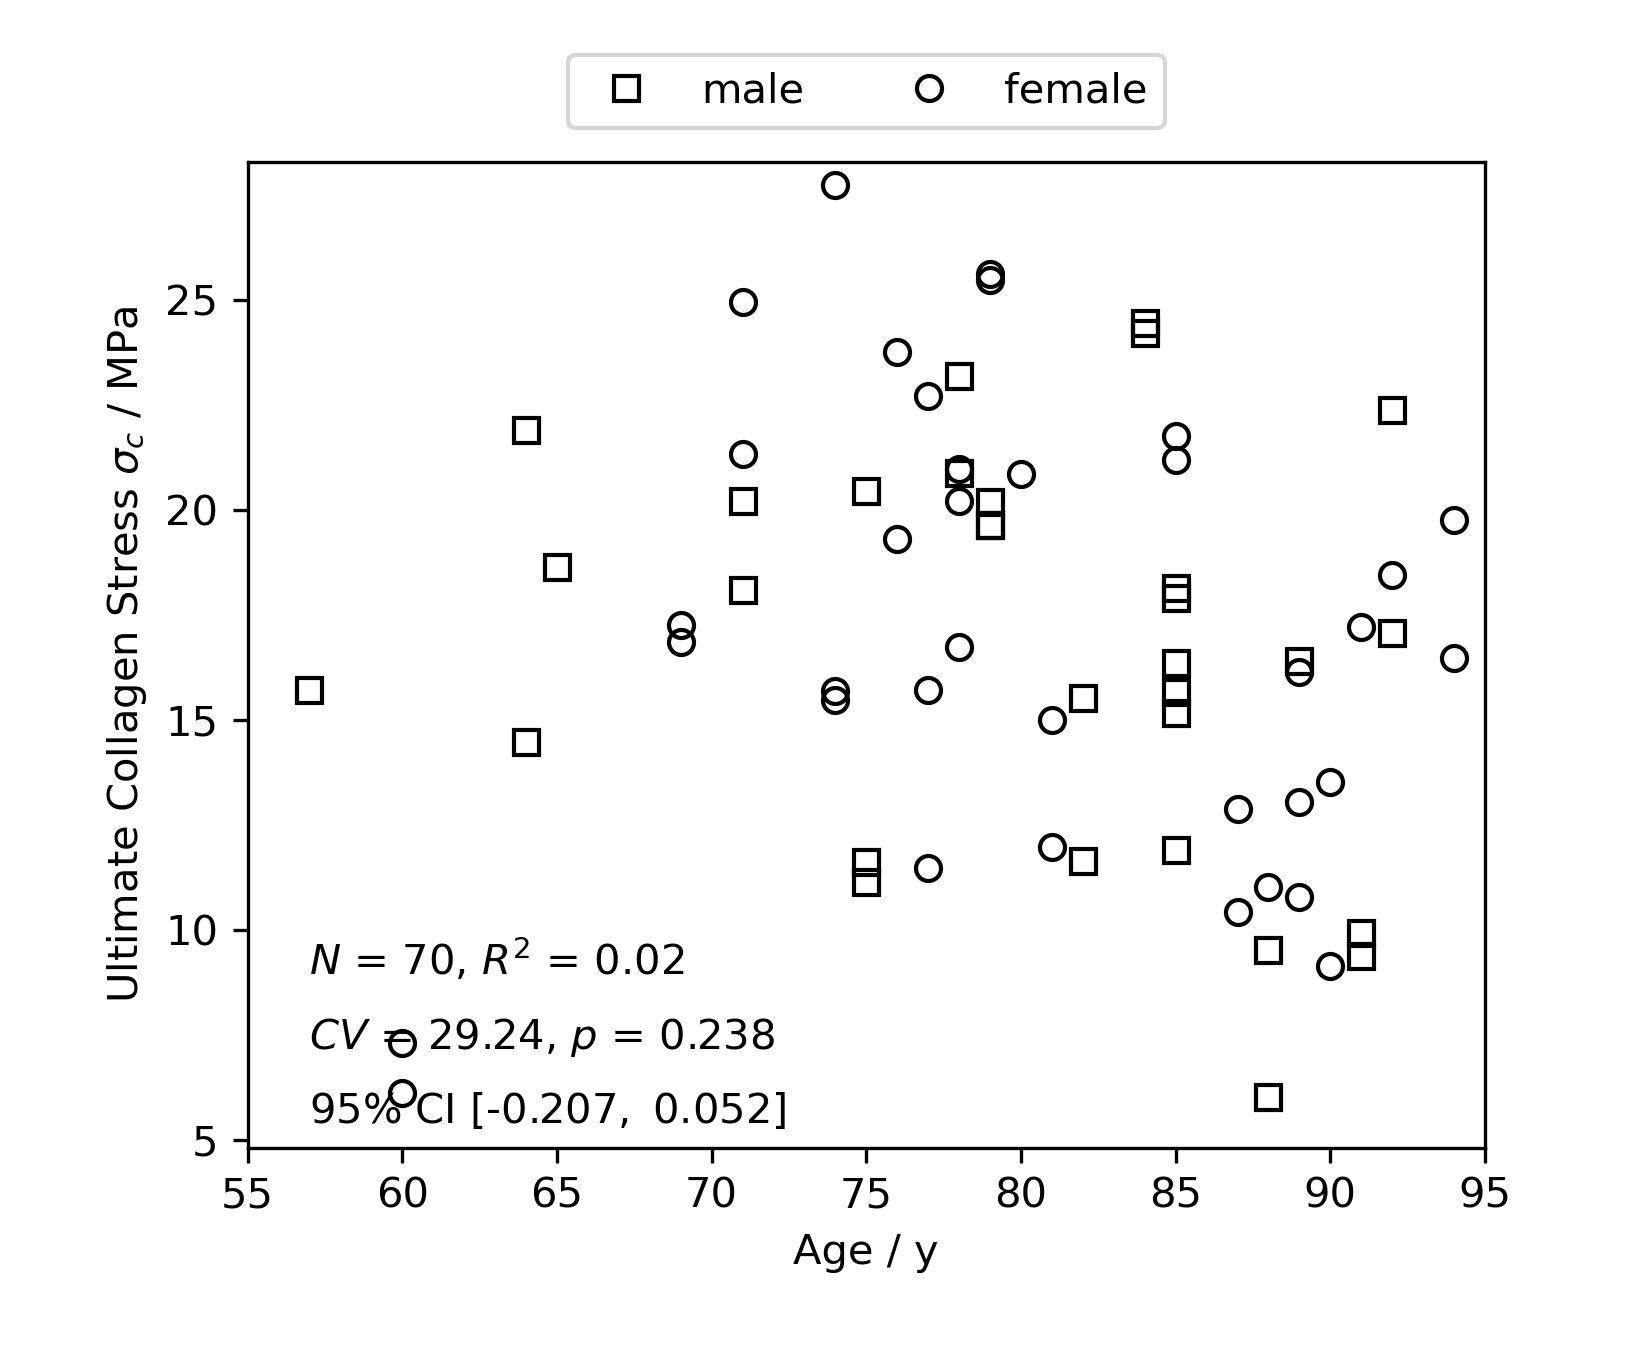 male female
25
20
15
10
5
Ultimate Collagen Stress σc / MPa
N = 70, R² = 0.02
CV = 29.24, p = 0.238
95% CI [-0.207, 0.052]
55 60 65 70 75 80 85 90 95
Age / y